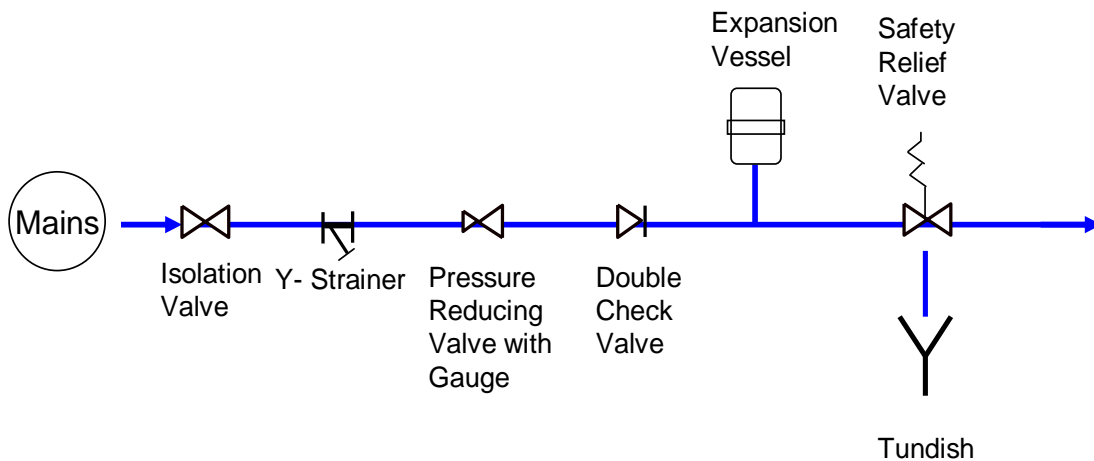 Expansion
Vessel
Safety
Relief
Valve
Mains
Isolation
Valve
Y- Strainer
Pressure
Reducing
Valve with
Gauge
Double
Check
Valve
Tundish